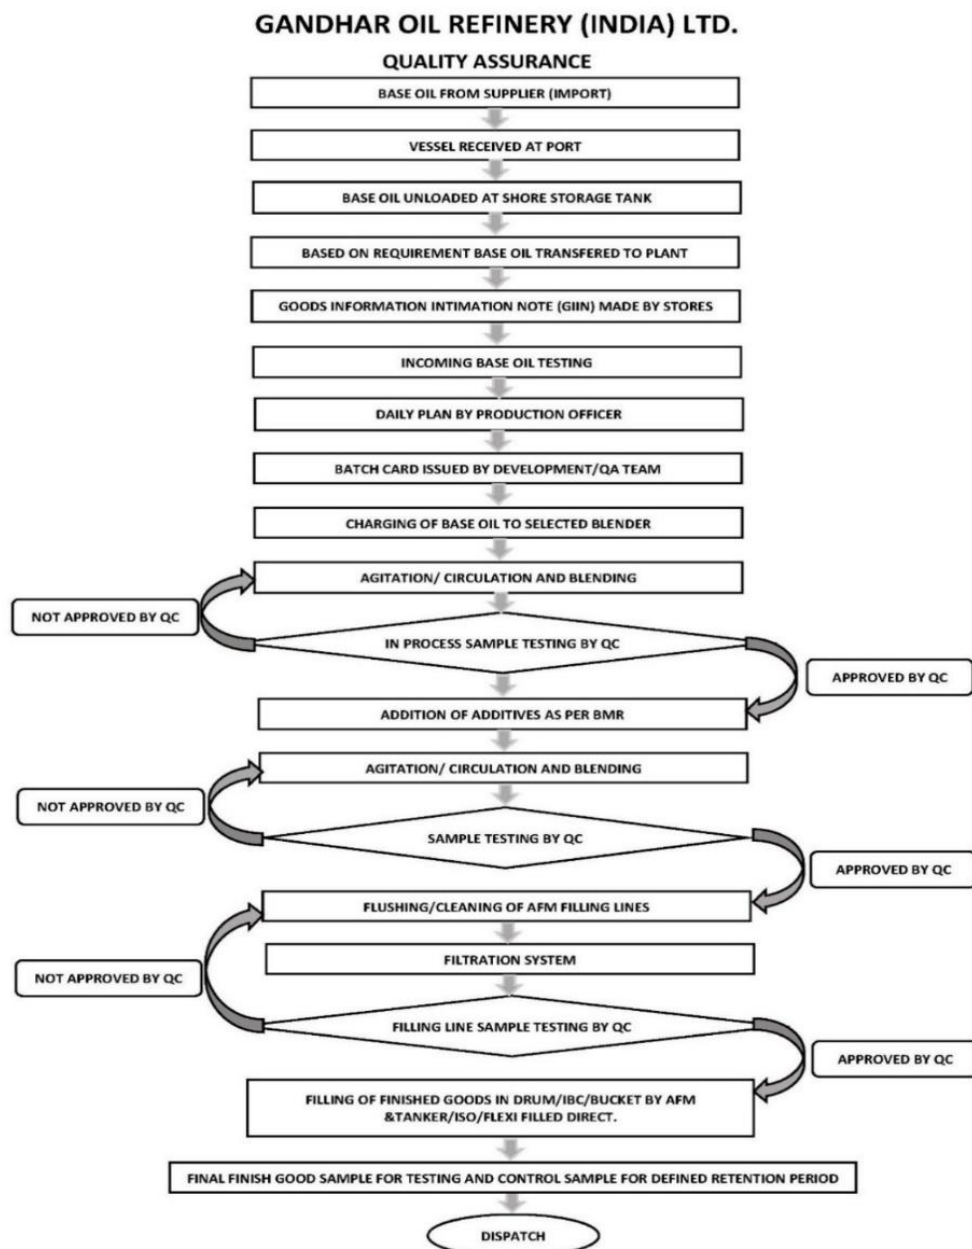 GANDHAR OIL REFINERY (INDIA) LTD.
QUALITY ASSURANCE
BASE OIL FROM SUPPLIER (IMPORT)
VESSEL RECEIVED AT PORT
BASE OIL UNLOADED AT SHORE STORAGE TANK
BASED ON REQUIREMENT BASE OIL TRANSFERED TO PLANT
GOODS INFORMATION INTIMATION NOTE (GIIN) MADE BY STORES
INCOMING BASE OIL TESTING
DAILY PLAN BY PRODUCTION OFFICER
BATCH CARD ISSUED BY DEVELOPMENT/QA TEAM
CHARGING OF BASE OIL TO SELECTED BLENDER
AGITATION/ CIRCULATION AND BLENDING
NOT APPROVED BY QC
IN PROCESS SAMPLE TESTING BY QC
APPROVED BY QC
ADDITION OF ADDITIVES AS PER BMR
AGITATION/ CIRCULATION AND BLENDING
NOT APPROVED BY QC
SAMPLE TESTING BY QC
APPROVED BY QC
FLUSHING/CLEANING OF AFM FILLING LINES
FILTRATION SYSTEM
NOT APPROVED BY QC
FILLING LINE SAMPLE TESTING BY QC
APPROVED BY QC
FILLING OF FINISHED GOODS IN DRUM/IBC/BUCKET BY AFM
&TANKER/ISO/FLEXI FILLED DIRECT.
FINAL FINISH GOOD SAMPLE FOR TESTING AND CONTROL SAMPLE FOR DEFINED RETENTION PERIOD
DISPATCH